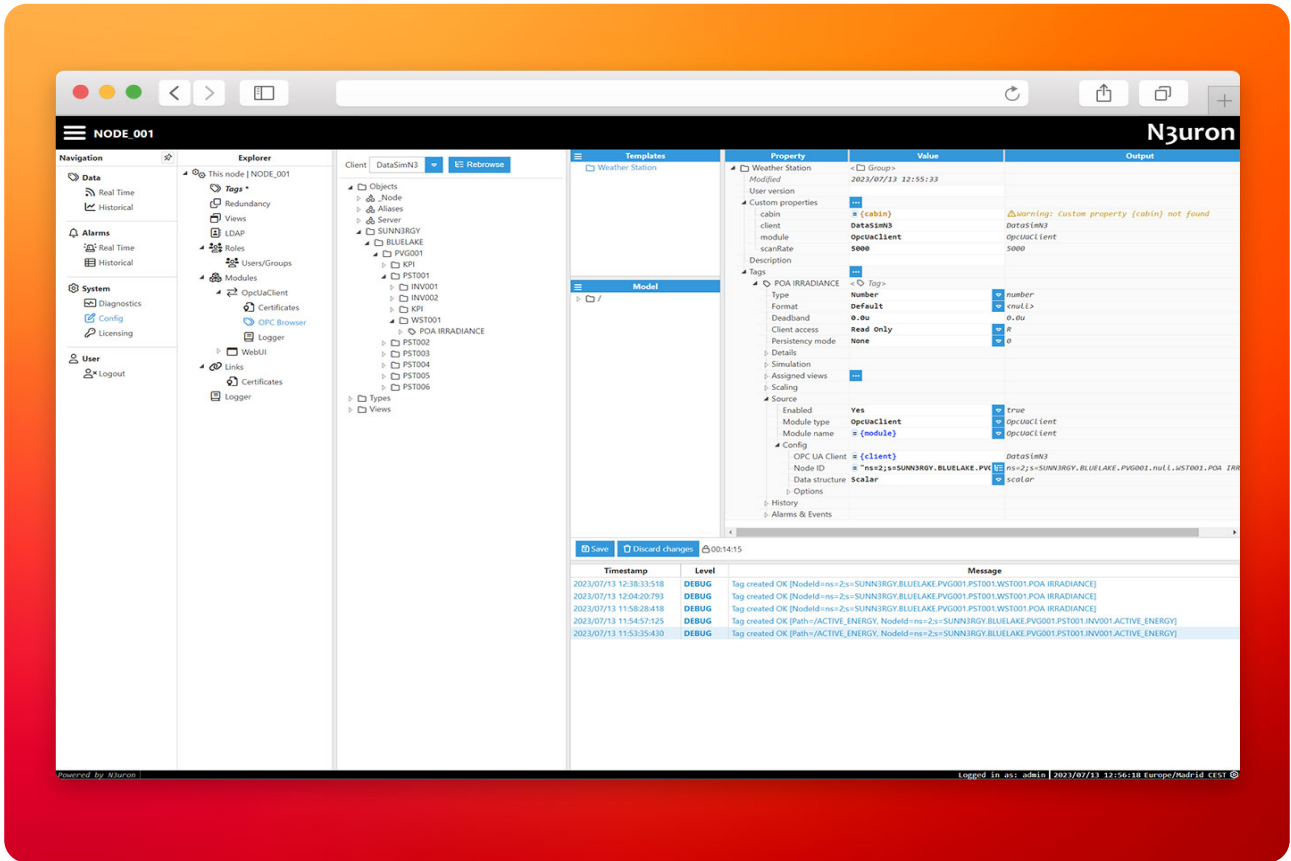 NODE_001
N3uron
Navigation
Data
Real Time
Historical
Alarms
Real Time
Historical
System
Diagnostics
Config
Licensing
User
Logout
Explorer
This node | NODE_001
Tags *
Redundancy
Views
LDAP
Roles
Users/Groups
Modules
OpcUaClient
Certificates
OPC Browser
Logger
WebUI
Links
Certificates
Logger
Client DataSimN3 Rebrowse
Objects
_Node
Aliases
Server
SUNN3RGY
BLUELAKE
PVG001
KPI
PST001
INV001
INV002
KPI
WST001
POA IRRADIANCE
PST002
PST003
PST004
PST005
PST006
Types
Views
Templates
Weather Station
Model
/
Property Value Output
Weather Station < Group>
Modified 2023/07/13 12:55:33
User version
Custom properties ...
cabin = {cabin} Warning: Custom property {cabin} not found
client DataSimN3 DataSimN3
module OpcUaClient OpcUaClient
scanRate 5000 5000
Description
Tags ...
POA IRRADIANCE < Tag>
Type Number number
Format Default <null>
Deadband 0.0u 0.0u
Client access Read Only R
Persistency mode None 0
Details
Simulation
Assigned views ...
Scaling
Source
Enabled Yes true
Module type OpcUaClient OpcUaClient
Module name = {module} OpcUaClient
Config
OPC UA Client = {client} DataSimN3
Node ID = "ns=2;s=SUNN3RGY.BLUELAKE.PVG ns=2;s=SUNN3RGY.BLUELAKE.PVG001.null.WST001.POA IRR
Data structure Scalar scalar
Options
History
Alarms & Events
Save Discard changes 00:14:15
Timestamp Level Message
2023/07/13 12:38:33:518 DEBUG Tag created OK [NodeId=ns=2;s=SUNN3RGY.BLUELAKE.PVG001.PST001.WST001.POA IRRADIANCE]
2023/07/13 12:04:20:793 DEBUG Tag created OK [NodeId=ns=2;s=SUNN3RGY.BLUELAKE.PVG001.PST001.WST001.POA IRRADIANCE]
2023/07/13 11:58:28:418 DEBUG Tag created OK [NodeId=ns=2;s=SUNN3RGY.BLUELAKE.PVG001.PST001.WST001.POA IRRADIANCE]
2023/07/13 11:54:57:125 DEBUG Tag created OK [Path=/ACTIVE_ENERGY, NodeId=ns=2;s=SUNN3RGY.BLUELAKE.PVG001.PST001.INV001.ACTIVE_ENERGY]
2023/07/13 11:53:35:430 DEBUG Tag created OK [Path=/ACTIVE_ENERGY, NodeId=ns=2;s=SUNN3RGY.BLUELAKE.PVG001.PST001.INV001.ACTIVE_ENERGY]
Powered by N3uron
Logged in as: admin | 2023/07/13 12:56:18 Europe/Madrid CEST